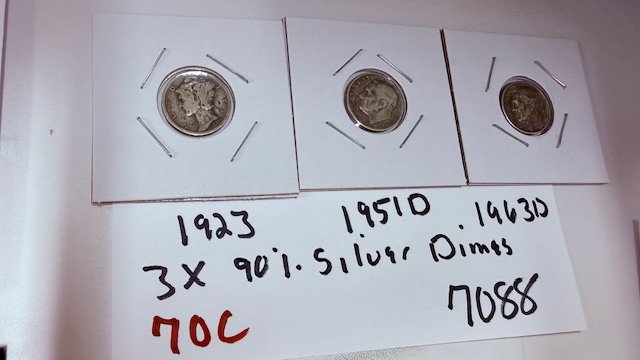 1923 1951D 1963D
3X 90%. Silver Dimes
70C 7088